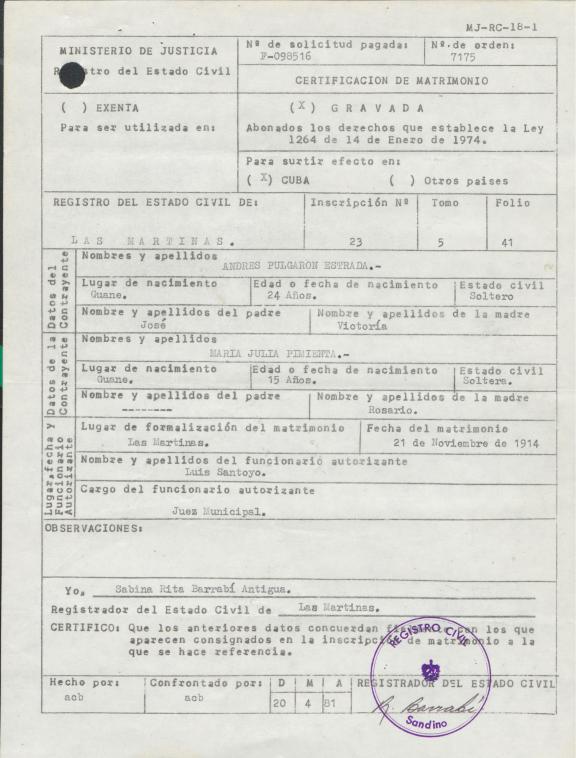 MJ-RC-18-1
MINISTERIO DE JUSTICIA
Registro del Estado Civil
Nº de solicitud pagada:
F-098516
Nº.de orden:
7175
CERTIFICACION DE MATRIMONIO
( ) EXENTA
Para ser utilizada en:
(X) GRAVADA
Abonados los derechos que establece la Ley
1264 de 14 de Enero de 1974.
Para surtir efecto en:
( X) CUBA ( ) Otros paises
REGISTRO DEL ESTADO CIVIL DE:
LAS MARTINAS.
Inscripción Nº
23
Tomo
5
Folio
41
Datos del
Contrayente
Nombres y apellidos
ANDRES PULGARON ESTRADA.-
Lugar de nacimiento
Guane.
Edad o fecha de nacimiento
24 Años.
Estado civil
Soltero
Nombre y apellidos del padre
José
Nombre y apellidos de la madre
Victoría
Datos de la
Contrayente
Nombres y apellidos
MARIA JULIA PIMIENTA.-
Lugar de nacimiento
Guane.
Edad o fecha de nacimiento
15 Años.
Estado civil
Soltera.
Nombre y apellidos del padre
--------
Nombre y apellidos de la madre
Rosario.
Lugar,fecha y
Funcionario
Autorizante
Lugar de formalización del matrimonio
Las Martinas.
Fecha del matrimonio
21 de Noviembre de 1914
Nombre y apellidos del funcionario autorizante
Luis Santoyo.
Cargo del funcionario autorizante
Juez Municipal.
OBSERVACIONES:
Yo, Sabina Rita Barrabí Antigua.
Registrador del Estado Civil de Las Martinas.
CERTIFICO: Que los anteriores datos concuerdan fielmente con los que
aparecen consignados en la inscripción de matrimonio a la
que se hace referencia.
Hecho por:
acb
Confrontado por:
acb
D M A
20 4 81
REGISTRADOR DEL ESTADO CIVIL
R. Barrabí
REGISTRO CIVIL
Sandino